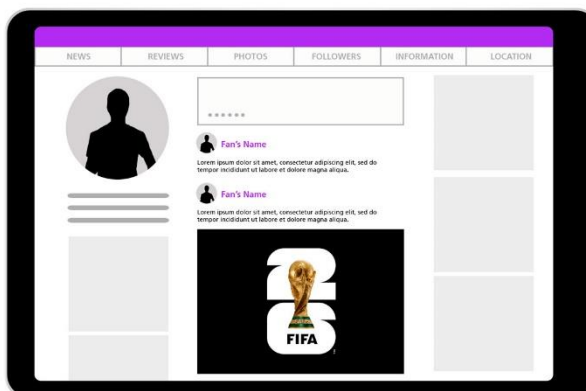 NEWS REVIEWS PHOTOS FOLLOWERS INFORMATION LOCATION
Fan's Name
Lorem ipsum dolor sit amet, consectetur adipiscing elit, sed do
tempor incididunt ut labore et dolore magna aliqua.
Fan's Name
Lorem ipsum dolor sit amet, consectetur adipiscing elit, sed do
tempor incididunt ut labore et dolore magna aliqua.
26
FIFA